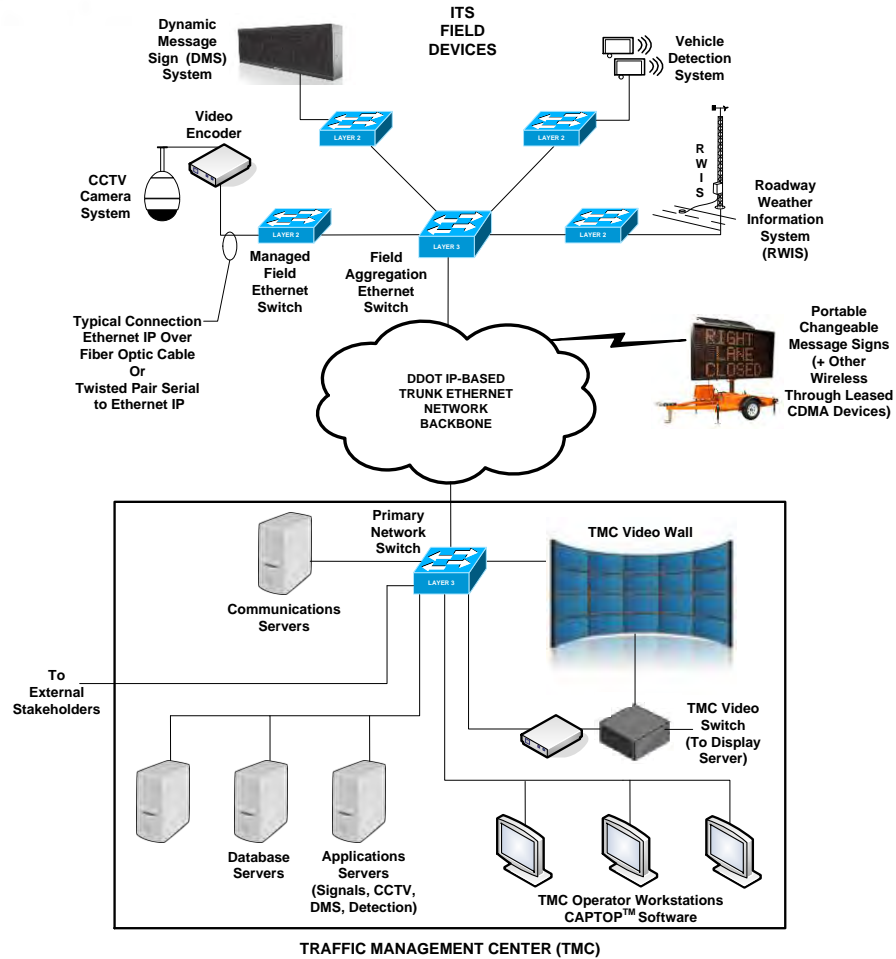 ITS
FIELD
DEVICES
Dynamic
Message
Sign (DMS)
System
Vehicle
Detection
System
Video
Encoder
LAYER 2
LAYER 2
CCTV
Camera
System
R
W
I
S
Roadway
Weather
Information
System
(RWIS)
LAYER 2
LAYER 3
LAYER 2
Managed
Field
Ethernet
Switch
Field
Aggregation
Ethernet
Switch
Typical Connection
Ethernet IP Over
Fiber Optic Cable
Or
Twisted Pair Serial
to Ethernet IP
Portable
Changeable
Message Signs
(+ Other
Wireless
Through Leased
CDMA Devices)
RIGHT
LANE
CLOSED
DDOT IP-BASED
TRUNK ETHERNET
NETWORK
BACKBONE
Primary
Network
Switch
LAYER 3
TMC Video Wall
Communications
Servers
To
External
Stakeholders
TMC Video
Switch
(To Display
Server)
Database
Servers
Applications
Servers
(Signals, CCTV,
DMS, Detection)
TMC Operator Workstations
CAPTOP™ Software
TRAFFIC MANAGEMENT CENTER (TMC)